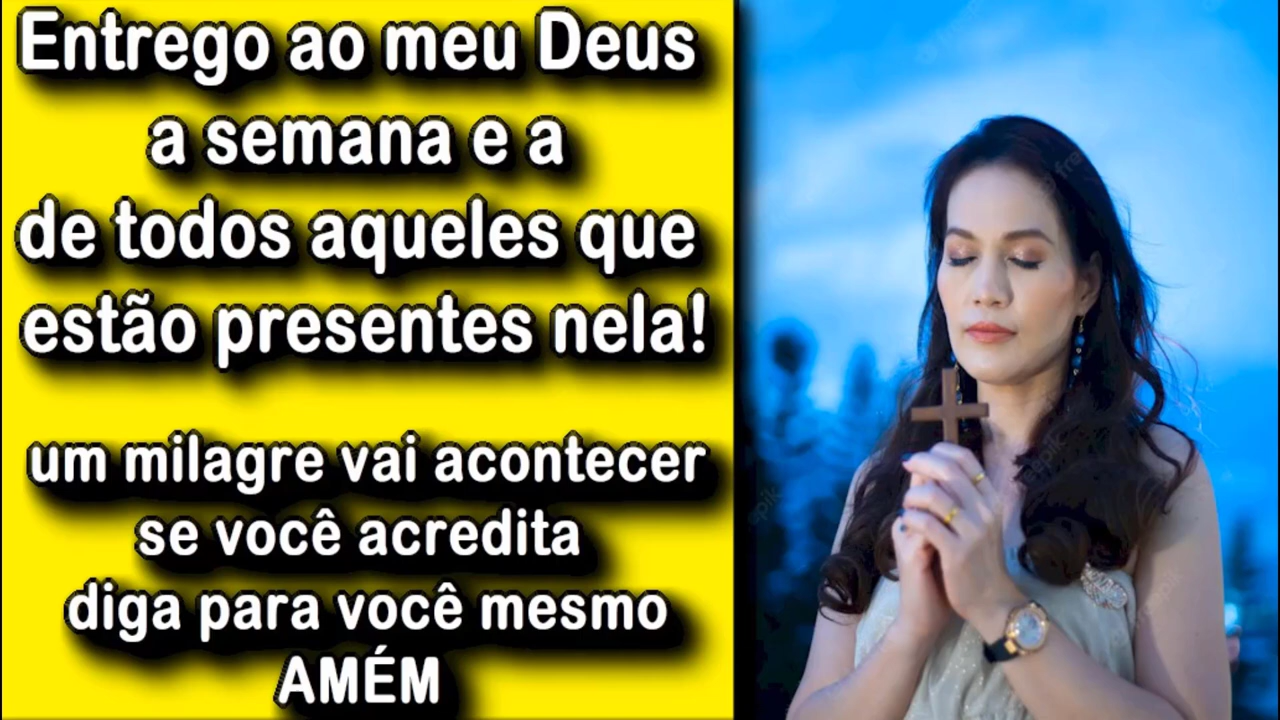 Entrego ao meu Deus
a semana e a
de todos aqueles que
estão presentes nela!
um milagre vai acontecer
se você acredita
diga para você mesmo
AMÉM